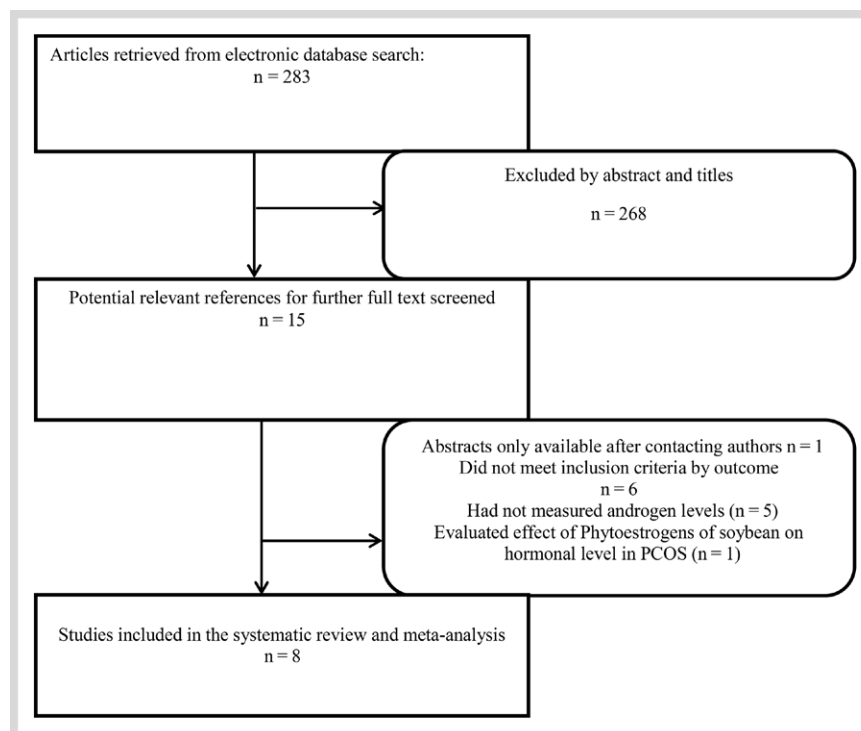 Articles retrieved from electronic database search:
n = 283
Excluded by abstract and titles
n = 268
Potential relevant references for further full text screened
n = 15
Abstracts only available after contacting authors n = 1
Did not meet inclusion criteria by outcome
n = 6
Had not measured androgen levels (n = 5)
Evaluated effect of Phytoestrogens of soybean on
hormonal level in PCOS (n = 1)
Studies included in the systematic review and meta-analysis
n = 8